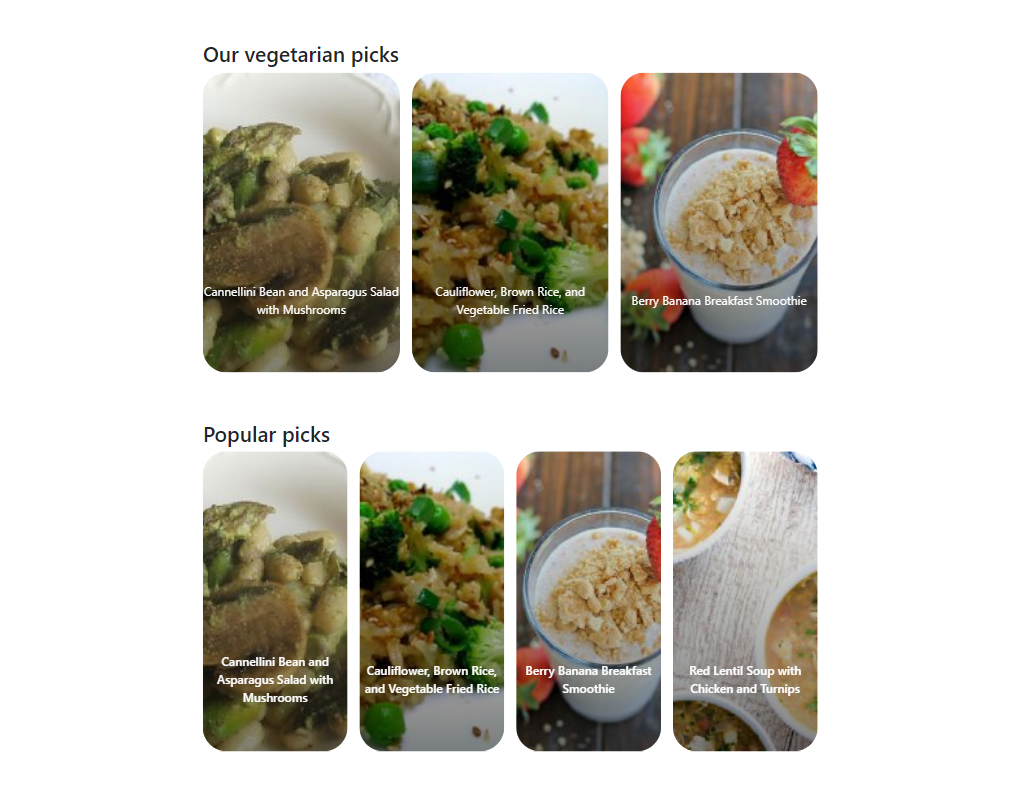 Our vegetarian picks
Cannellini Bean and Asparagus Salad
with Mushrooms
Cauliflower, Brown Rice, and
Vegetable Fried Rice
Berry Banana Breakfast Smoothie
Popular picks
Cannellini Bean and
Asparagus Salad with
Mushrooms
Cauliflower, Brown Rice,
and Vegetable Fried Rice
Berry Banana Breakfast
Smoothie
Red Lentil Soup with
Chicken and Turnips